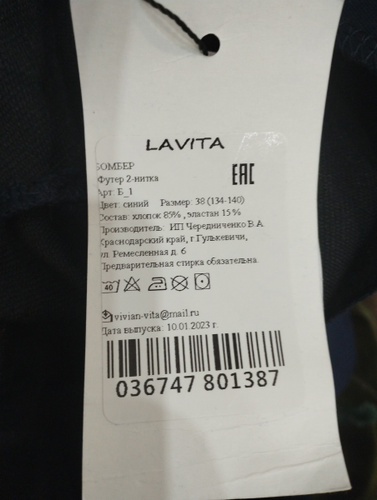 LAVITA
БОМБЕР
Футер 2-нитка
EAC
Арт: Б_1
Цвет: синий Размер: 38 (134-140)
Состав: хлопок 85% , эластан 15 %
Производитель: ИП Чередниченко В.А
Краснодарский край, г.Гулькевичи,
ул. Ремесленная д. 6
Предварительная стирка обязательна.
40
vivian-vita@mail.ru
Дата выпуска: 10.01.2023 г.
036747 801387